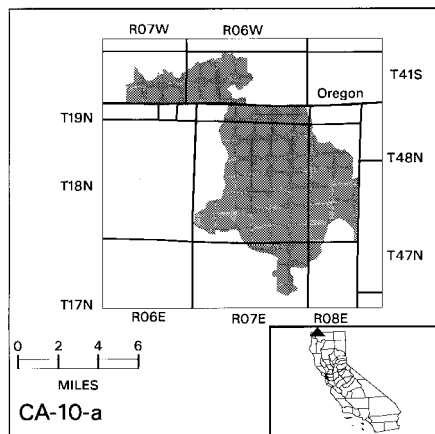 R07W R06W
T41S
Oregon
T19N
T48N
T18N
T47N
T17N
R06E R07E R08E
0 2 4 6
MILES
CA-10-a